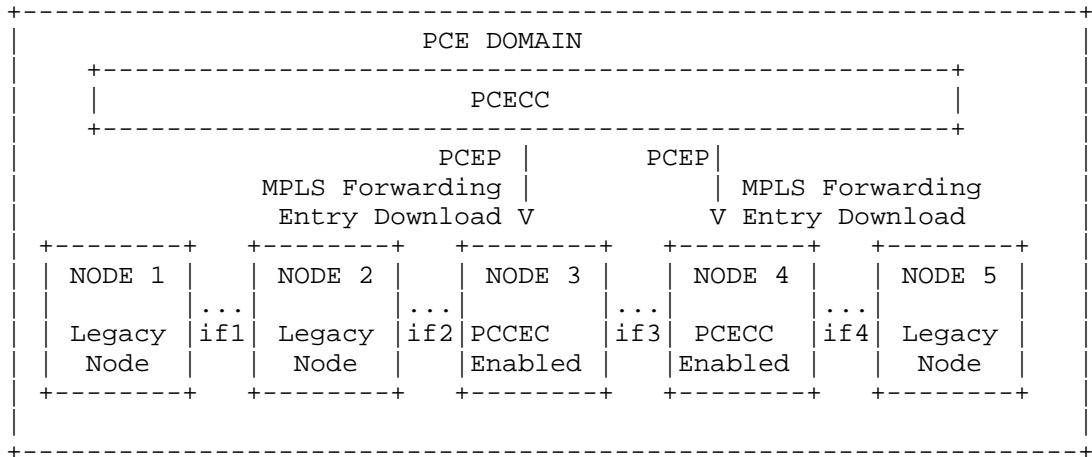 PCE DOMAIN
PCECC
PCEP PCEP
MPLS Forwarding MPLS Forwarding
Entry Download V V Entry Download
NODE 1 NODE 2 NODE 3 NODE 4 NODE 5
... ... ... ...
Legacy if1 Legacy if2 PCCEC if3 PCECC if4 Legacy
Node Node Enabled Enabled Node